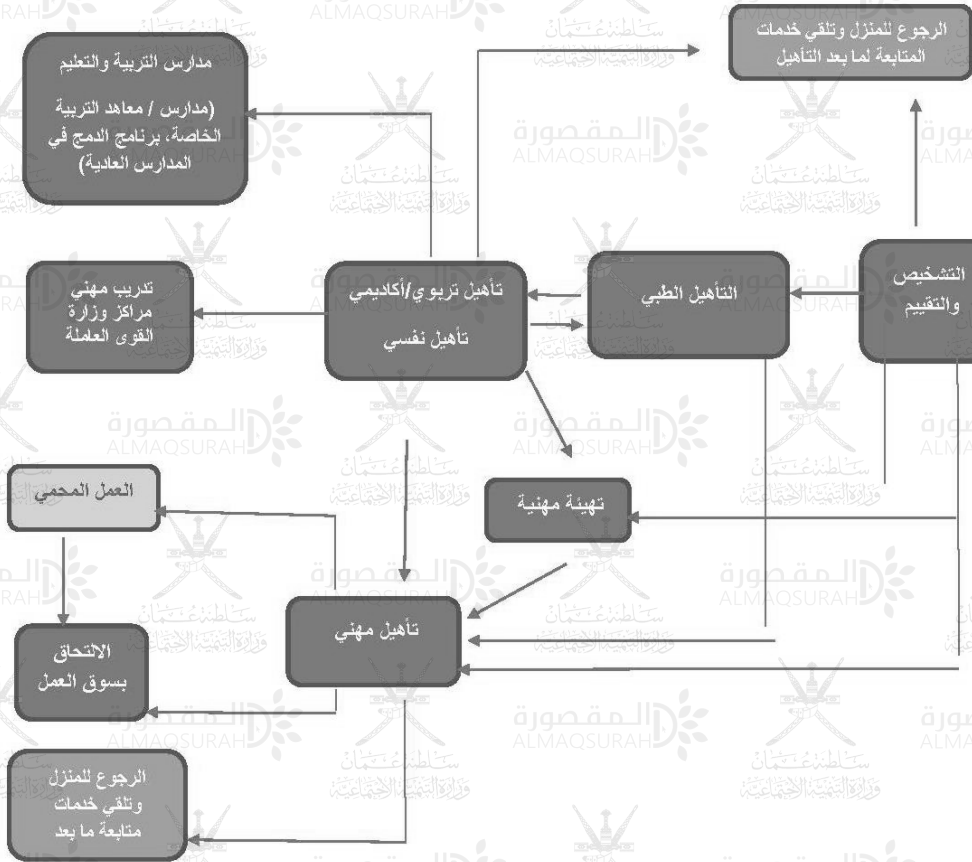 الرجوع للمنزل وتلقي خدمات
المتابعة لما بعد التأهيل
مدارس التربية والتعليم
(مدارس / معاهد التربية
الخاصة، برنامج الدمج في
المدارس العادية)
التشخيص
والتقييم
التأهيل الطبي
تأهيل تربوي/أكاديمي
تأهيل نفسي
تدريب مهني
مراكز وزارة
القوى العاملة
تهيئة مهنية
العمل المحمي
تأهيل مهني
الالتحاق
بسوق العمل
الرجوع للمنزل
وتلقي خدمات
متابعة ما بعد
المقصورة
ALMAQSURAH
سلطنة عمان
وزارة التنمية الاجتماعية